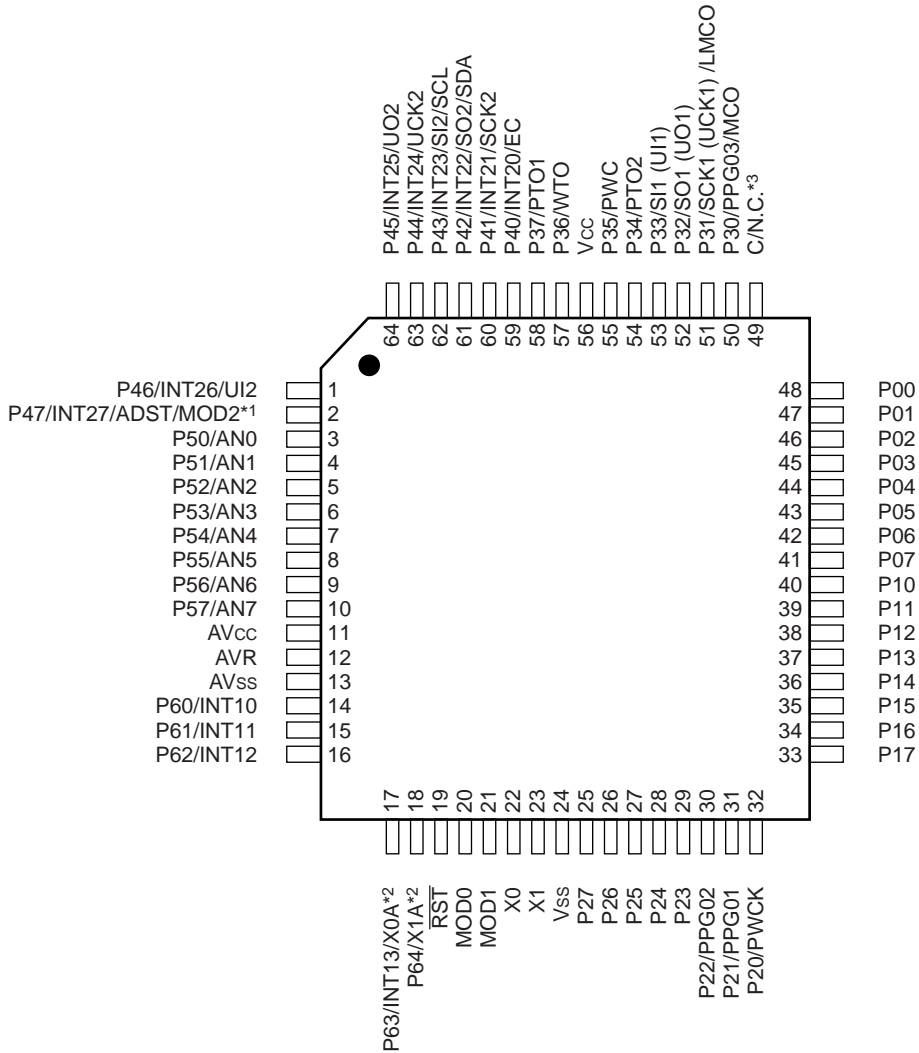 P45/INT25/UO2
P44/INT24/UCK2
P43/INT23/SI2/SCL
P42/INT22/SO2/SDA
P41/INT21/SCK2
P40/INT20/EC
P37/PTO1
P36/WTO
Vcc
P35/PWC
P34/PTO2
P33/SI1 (UI1)
P32/SO1 (UO1)
P31/SCK1 (UCK1) /LMCO
P30/PPG03/MCO
C/N.C.*3
64
63
62
61
60
59
58
57
56
55
54
53
52
51
50
49
P46/INT26/UI2 1
P47/INT27/ADST/MOD2*1 2
P50/AN0 3
P51/AN1 4
P52/AN2 5
P53/AN3 6
P54/AN4 7
P55/AN5 8
P56/AN6 9
P57/AN7 10
AVcc 11
AVR 12
AVss 13
P60/INT10 14
P61/INT11 15
P62/INT12 16
48 P00
47 P01
46 P02
45 P03
44 P04
43 P05
42 P06
41 P07
40 P10
39 P11
38 P12
37 P13
36 P14
35 P15
34 P16
33 P17
17
18
19
20
21
22
23
24
25
26
27
28
29
30
31
32
P63/INT13/X0A*2
P64/X1A*2
RST
MOD0
MOD1
X0
X1
Vss
P27
P26
P25
P24
P23
P22/PPG02
P21/PPG01
P20/PWCK